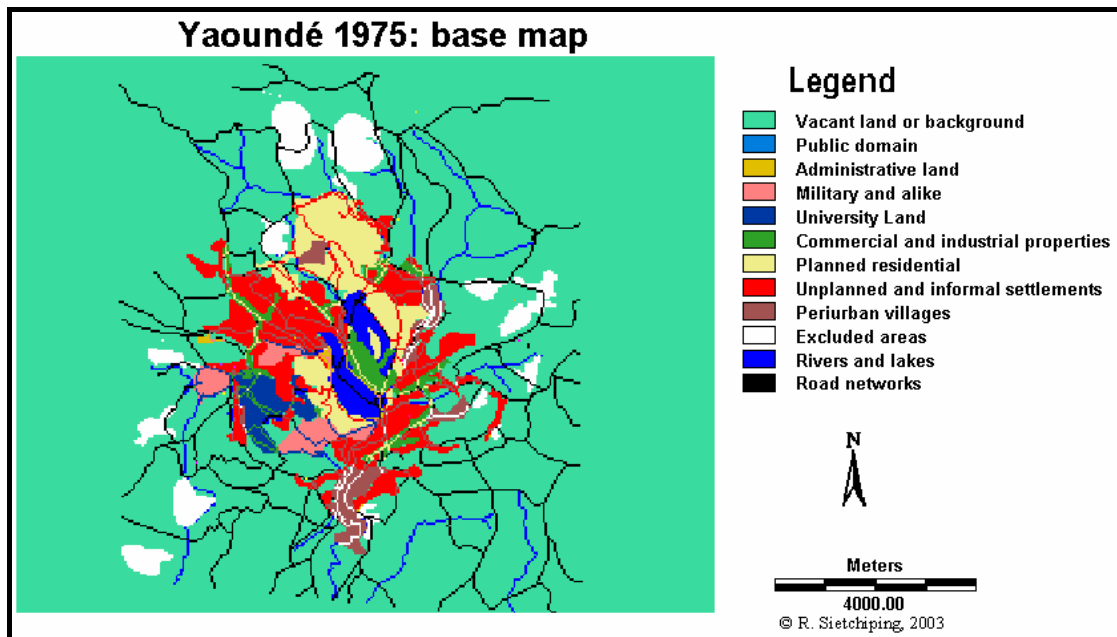 Yaoundé 1975: base map
Legend
Vacant land or background
Public domain
Administrative land
Military and alike
University Land
Commercial and industrial properties
Planned residential
Unplanned and informal settlements
Periurban villages
Excluded areas
Rivers and lakes
Road networks
N
Meters
4000.00
© R. Sietchiping, 2003